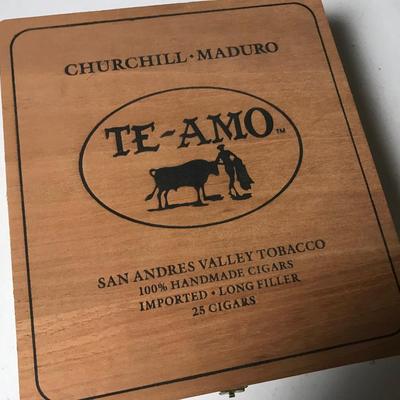 CHURCHILL · MADURO
TE-AMO™
SAN ANDRES VALLEY TOBACCO
100% HANDMADE CIGARS
IMPORTED · LONG FILLER
25 CIGARS